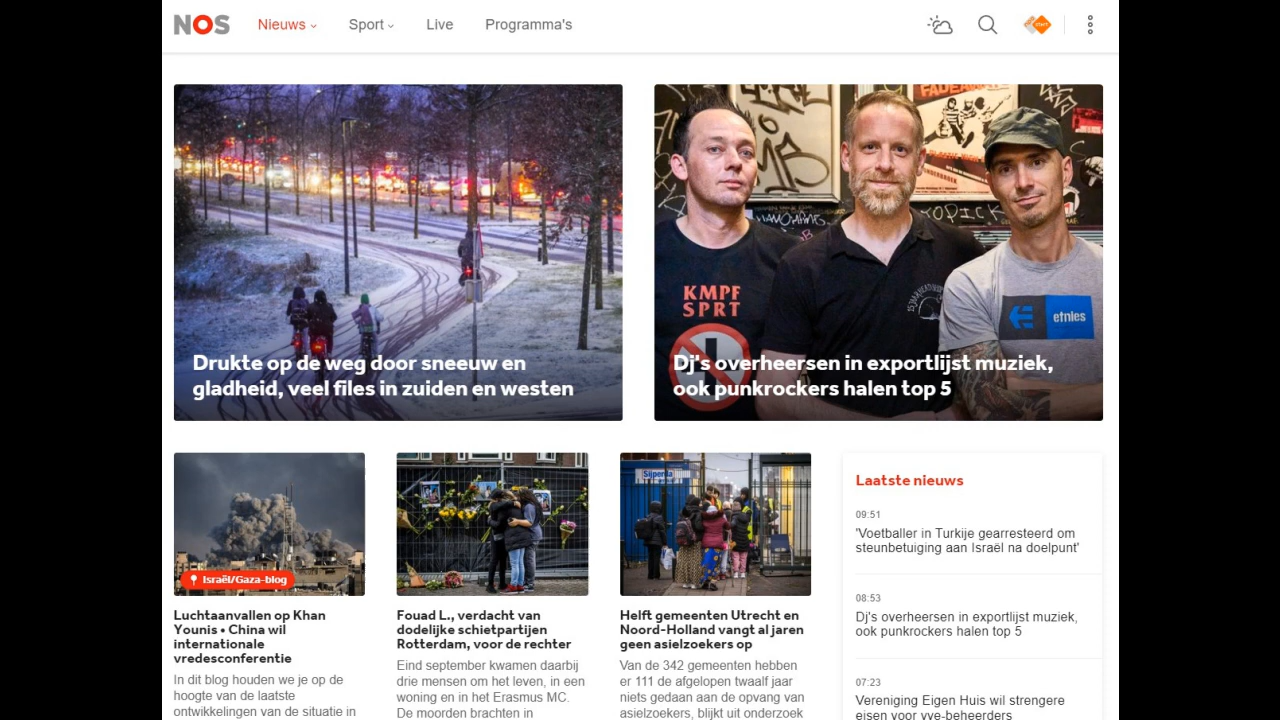 NOS
Nieuws
Sport
Live
Programma's
FADEAWAY
KMPF
SPRT
etnies
Drukte op de weg door sneeuw en
gladheid, veel files in zuiden en westen
Dj's overheersen in exportlijst muziek,
ook punkrockers halen top 5
Israël/Gaza-blog
Luchtaanvallen op Khan
Younis • China wil
internationale
vredesconferentie
In dit blog houden we je op de
hoogte van de laatste
ontwikkelingen van de situatie in
Fouad L., verdacht van
dodelijke schietpartijen
Rotterdam, voor de rechter
Eind september kwamen daarbij
drie mensen om het leven, in een
woning en in het Erasmus MC.
De moorden brachten in
Helft gemeenten Utrecht en
Noord-Holland vangt al jaren
geen asielzoekers op
Van de 342 gemeenten hebben
er 111 de afgelopen twaalf jaar
niets gedaan aan de opvang van
asielzoekers, blijkt uit onderzoek
Laatste nieuws
09:51
'Voetballer in Turkije gearresteerd om
steunbetuiging aan Israël na doelpunt'
08:53
Dj's overheersen in exportlijst muziek,
ook punkrockers halen top 5
07:23
Vereniging Eigen Huis wil strengere
eisen voor vve-beheerders